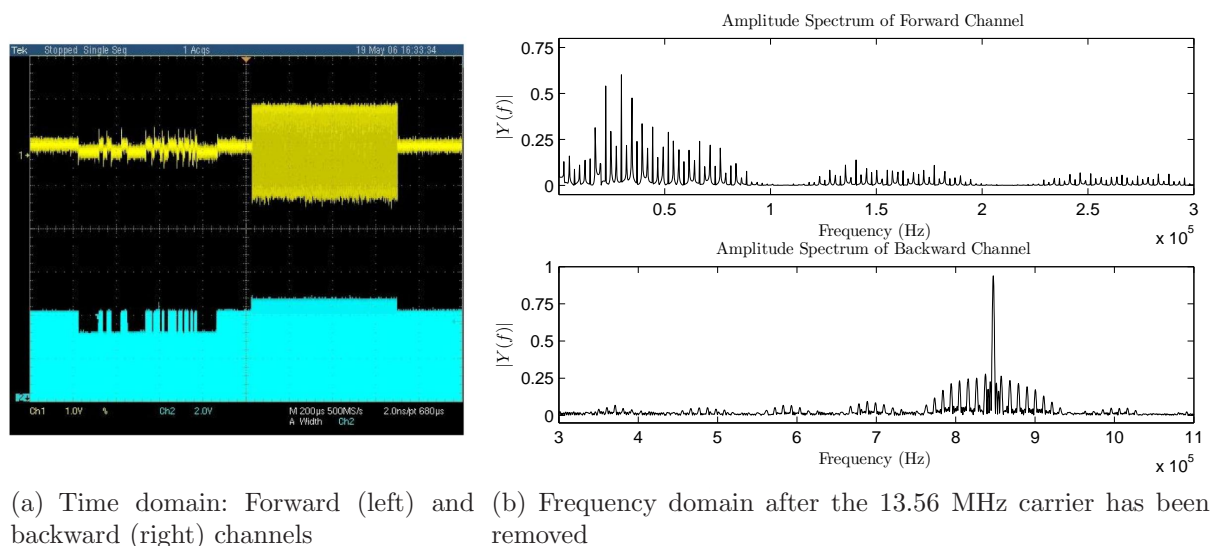 Tek Stopped Single Seq 1 Acqs 19 May 06 16:33:34
1
Ch1 1.0V % Ch2 2.0V M 200µs 500MS/s 2.0ns/pt 680µs
A Width Ch2
Amplitude Spectrum of Forward Channel
|Y(f)|
0.75
0.5
0.25
0
0.5 1 1.5 2 2.5 3
Frequency (Hz)
x 10^5
Amplitude Spectrum of Backward Channel
|Y(f)|
1
0.75
0.5
0.25
0
3 4 5 6 7 8 9 10 11
Frequency (Hz)
x 10^5
(a) Time domain: Forward (left) and
backward (right) channels
(b) Frequency domain after the 13.56 MHz carrier has been
removed